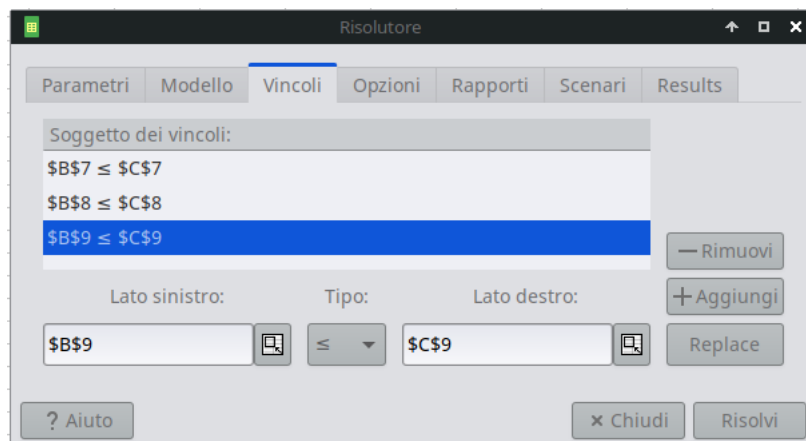 Risolutore
Parametri Modello Vincoli Opzioni Rapporti Scenari Results
Soggetto dei vincoli:
$B$7 ≤ $C$7
$B$8 ≤ $C$8
$B$9 ≤ $C$9
Rimuovi
Lato sinistro: Tipo: Lato destro:
Aggiungi
$B$9 ≤ $C$9 Replace
? Aiuto × Chiudi Risolvi